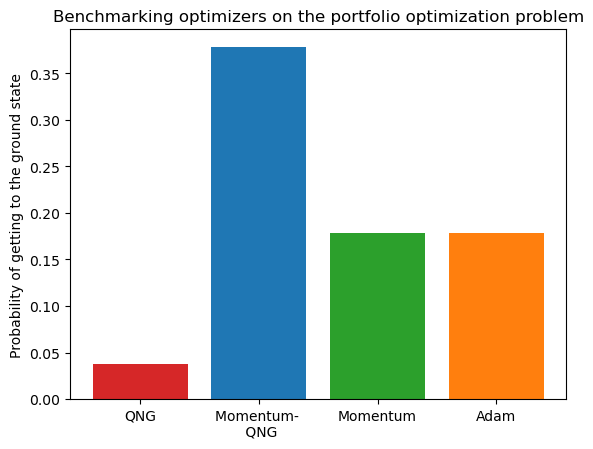 Benchmarking optimizers on the portfolio optimization problem
Probability of getting to the ground state
0.35
0.30
0.25
0.20
0.15
0.10
0.05
0.00
QNG
Momentum-
QNG
Momentum
Adam